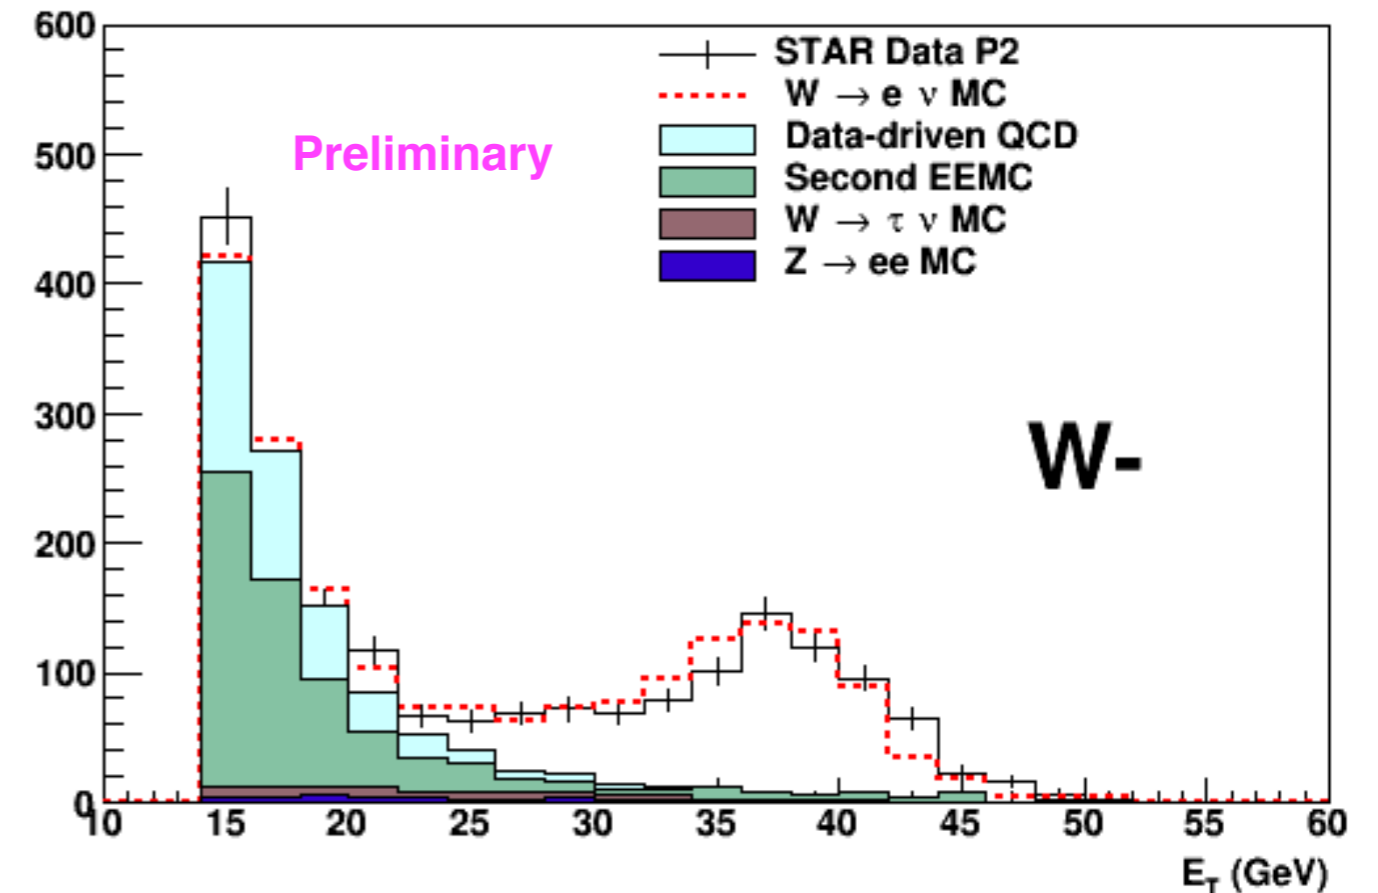 600
500
400
300
200
100
0
Preliminary
STAR Data P2
W → e ν MC
Data-driven QCD
Second EEMC
W → τ ν MC
Z → ee MC
W-
10 15 20 25 30 35 40 45 50 55 60
E_T (GeV)